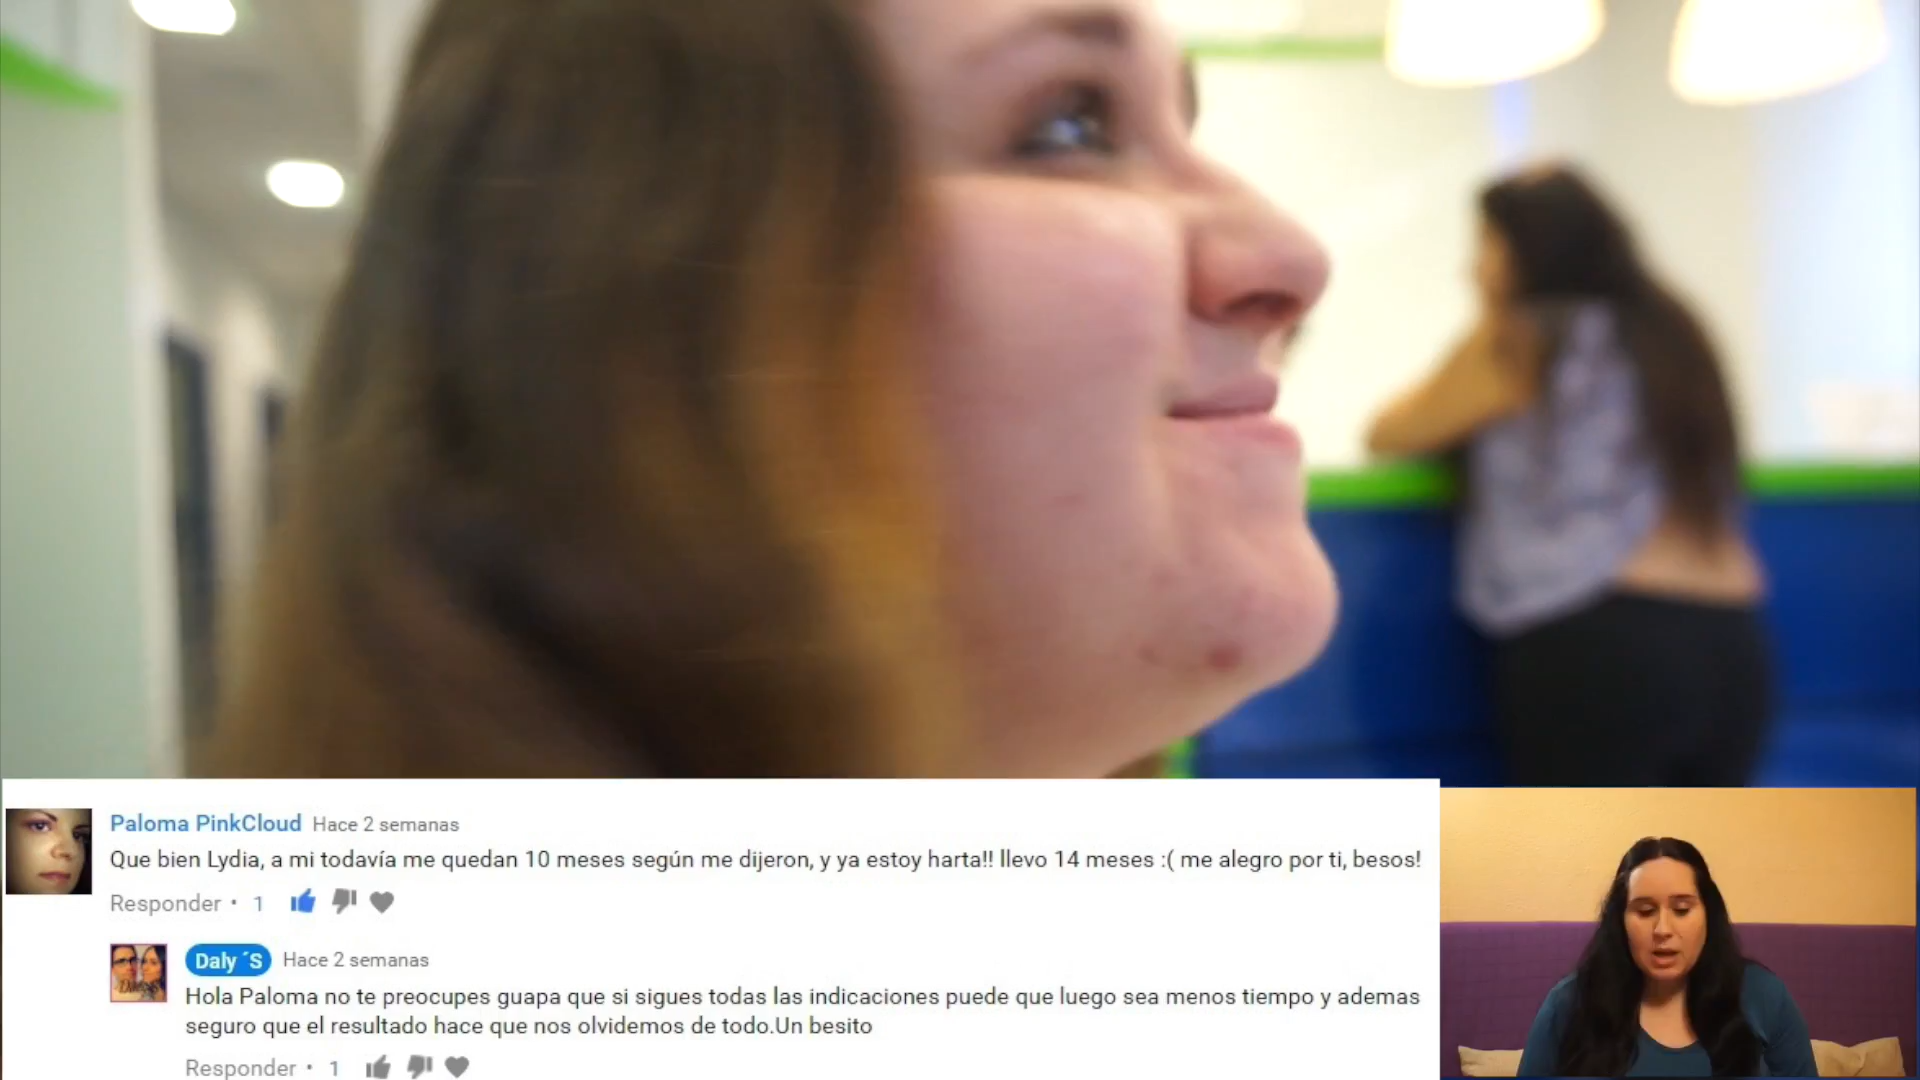 Paloma PinkCloud Hace 2 semanas
Que bien Lydia, a mi todavía me quedan 10 meses según me dijeron, y ya estoy harta!! llevo 14 meses :( me alegro por ti, besos!
Responder • 1
Daly ´S Hace 2 semanas
Hola Paloma no te preocupes guapa que si sigues todas las indicaciones puede que luego sea menos tiempo y ademas
seguro que el resultado hace que nos olvidemos de todo.Un besito
Responder • 1